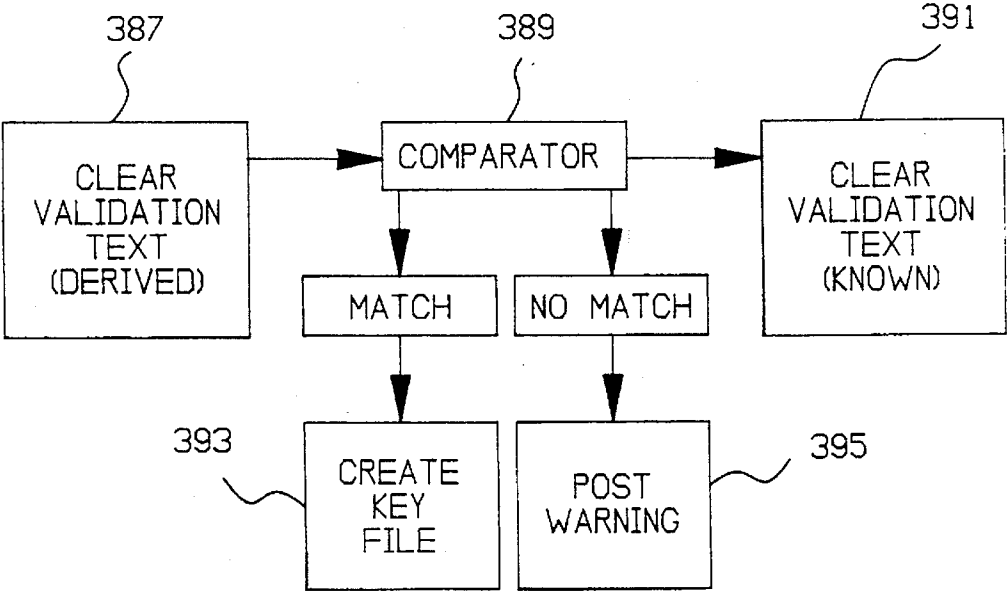 387
389
391
CLEAR
VALIDATION
TEXT
(DERIVED)
COMPARATOR
CLEAR
VALIDATION
TEXT
(KNOWN)
MATCH
NO MATCH
393
CREATE
KEY
FILE
POST
WARNING
395